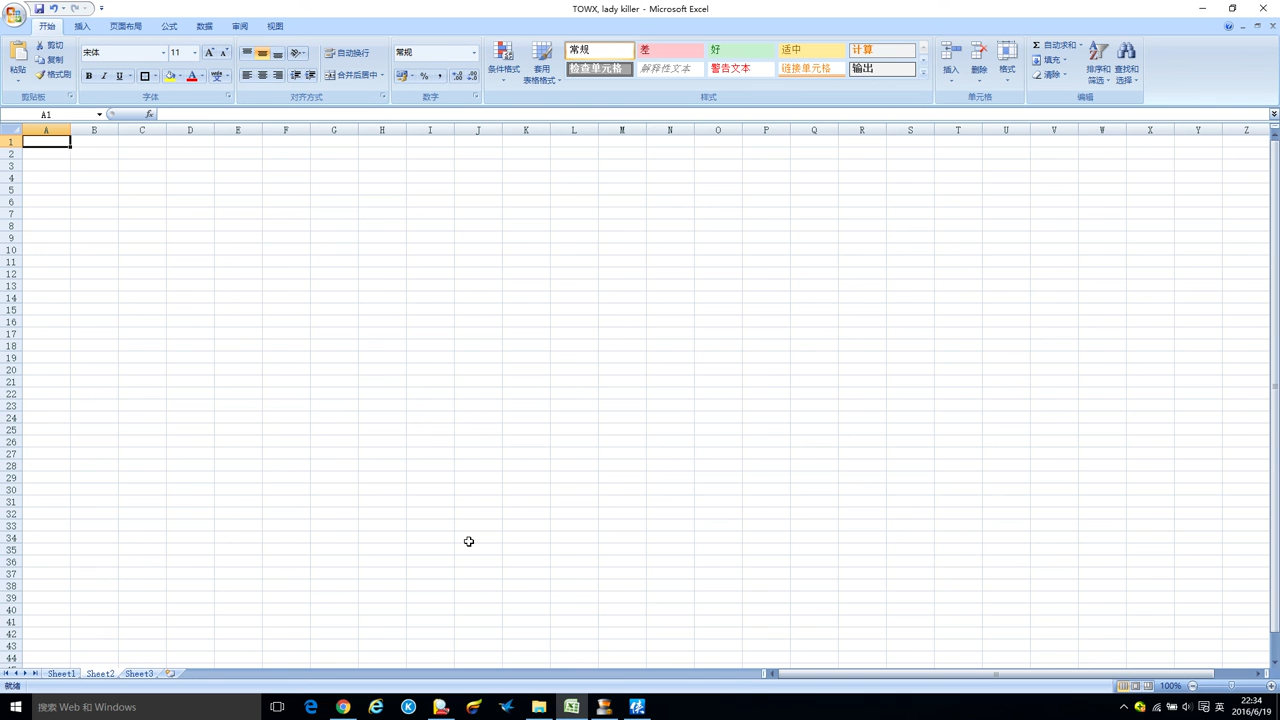 TOWX, lady killer - Microsoft Excel
开始 插入 页面布局 公式 数据 审阅 视图
粘贴 剪切 复制 格式刷 剪贴板
宋体 11 字体
自动换行 合并后居中 对齐方式
常规 数字
条件格式 套用表格格式
常规 差 好 适中 计算
检查单元格 解释性文本 警告文本 链接单元格 输出
样式
插入 删除 格式 单元格
Σ 自动求和 填充 清除 排序和筛选 查找和选择 编辑
A1 fx
A B C D E F G H I J K L M N O P Q R S T U V W X Y Z
1
2
3
4
5
6
7
8
9
10
11
12
13
14
15
16
17
18
19
20
21
22
23
24
25
26
27
28
29
30
31
32
33
34
35
36
37
38
39
40
41
42
43
44
Sheet1 Sheet2 Sheet3
就绪 100%
搜索 Web 和 Windows
英 22:34
2016/6/19